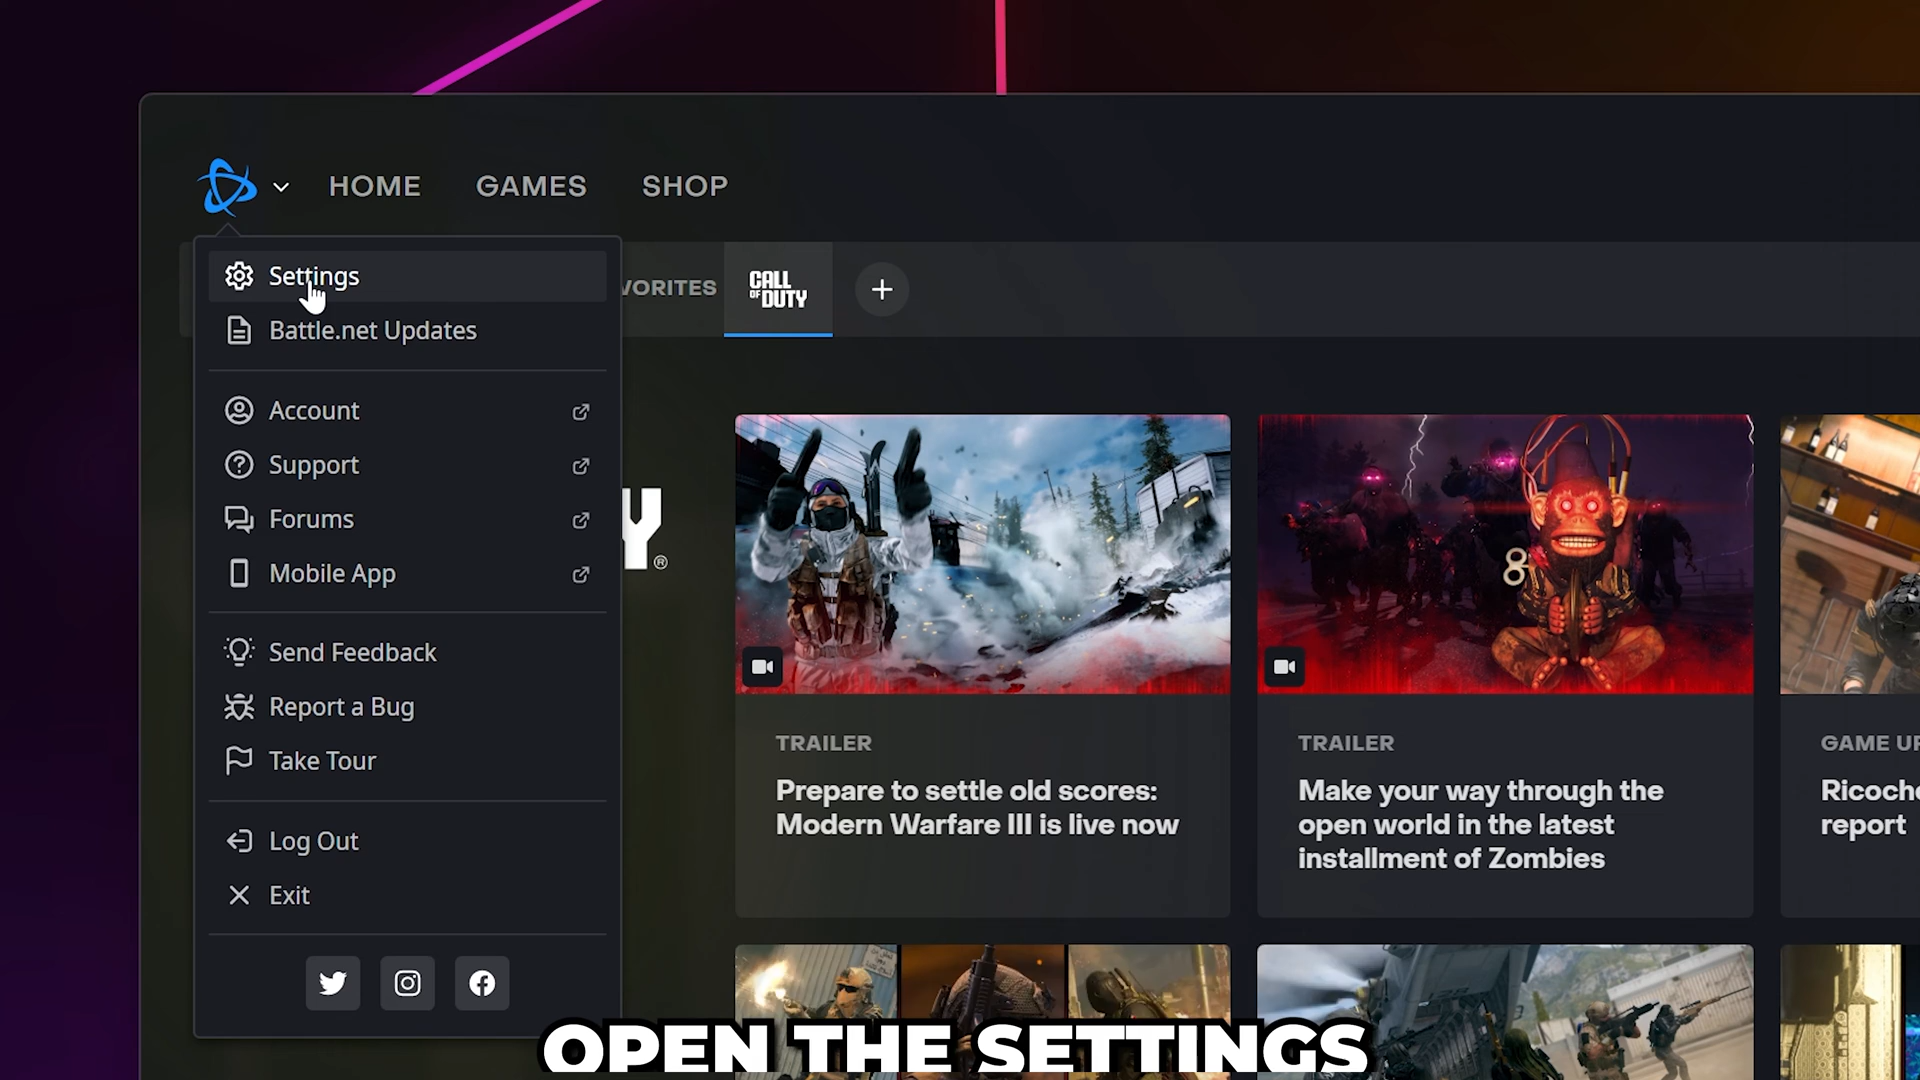 HOME GAMES SHOP
Settings
Battle.net Updates
Account
Support
Forums
Mobile App
Send Feedback
Report a Bug
Take Tour
Log Out
Exit
VORITES
CALL
OF DUTY
Y®
TRAILER
Prepare to settle old scores:
Modern Warfare III is live now
TRAILER
Make your way through the
open world in the latest
installment of Zombies
GAME UP
Ricoche
report
OPEN THE SETTINGS